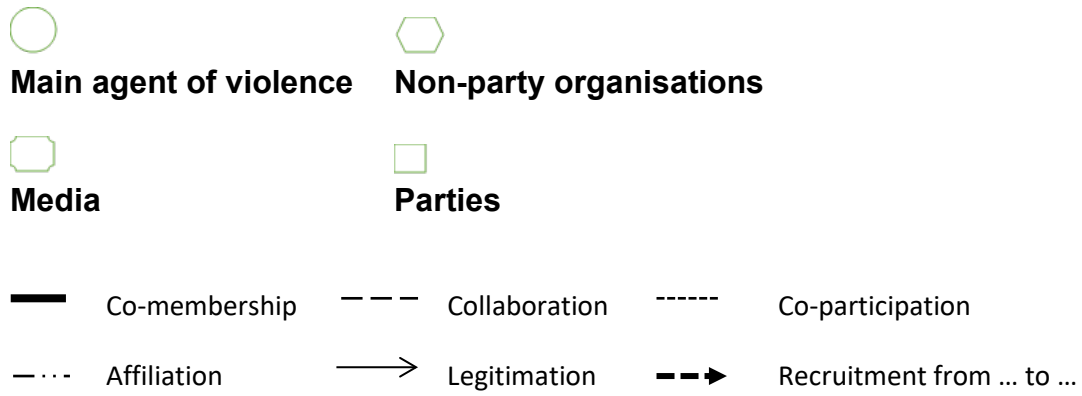 Main agent of violence Non-party organisations
Media Parties
Co-membership Collaboration Co-participation
Affiliation Legitimation Recruitment from ... to ...